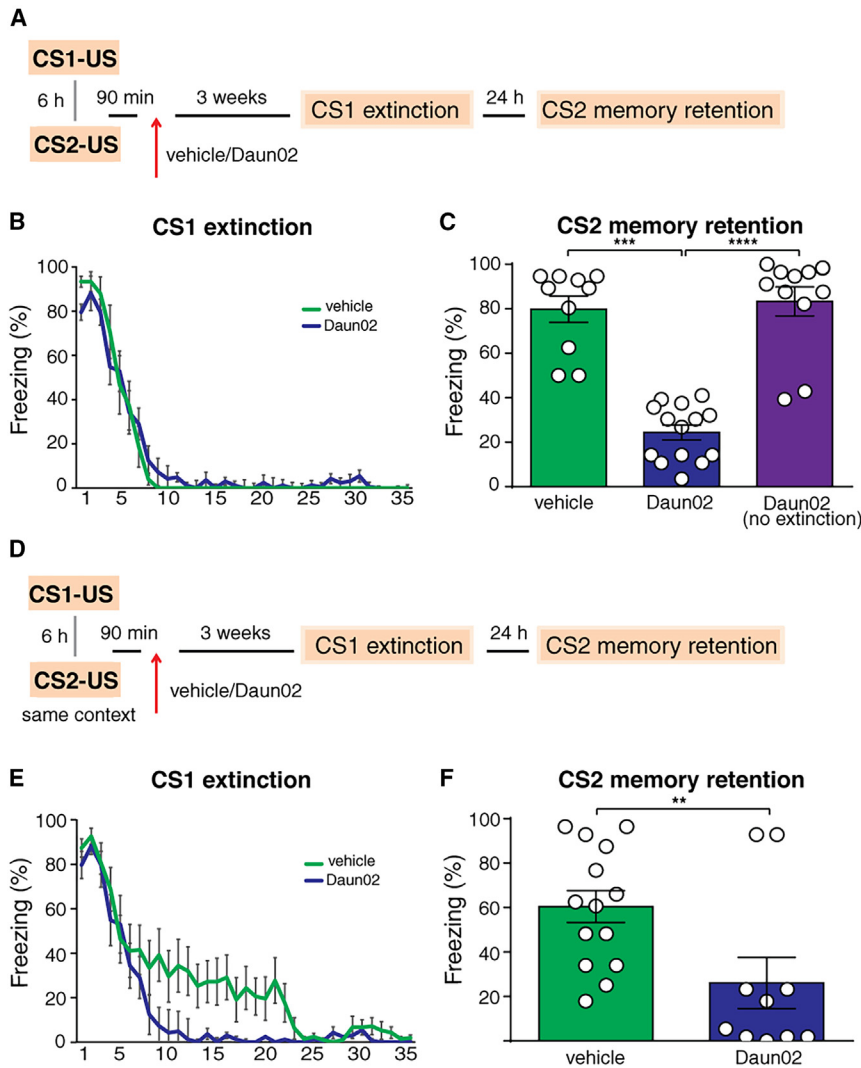 A
CS1-US
6 h
90 min
3 weeks
CS1 extinction
24 h
CS2 memory retention
CS2-US
vehicle/Daun02
B
CS1 extinction
Freezing (%)
100
80
60
40
20
0
1 5 10 15 20 25 30 35
vehicle
Daun02
C
CS2 memory retention
*** ****
Freezing (%)
100
80
60
40
20
0
vehicle
Daun02
Daun02
(no extinction)
D
CS1-US
6 h
90 min
3 weeks
CS1 extinction
24 h
CS2 memory retention
CS2-US
same context
vehicle/Daun02
E
CS1 extinction
Freezing (%)
100
80
60
40
20
0
1 5 10 15 20 25 30 35
vehicle
Daun02
F
CS2 memory retention
**
Freezing (%)
100
80
60
40
20
vehicle
Daun02